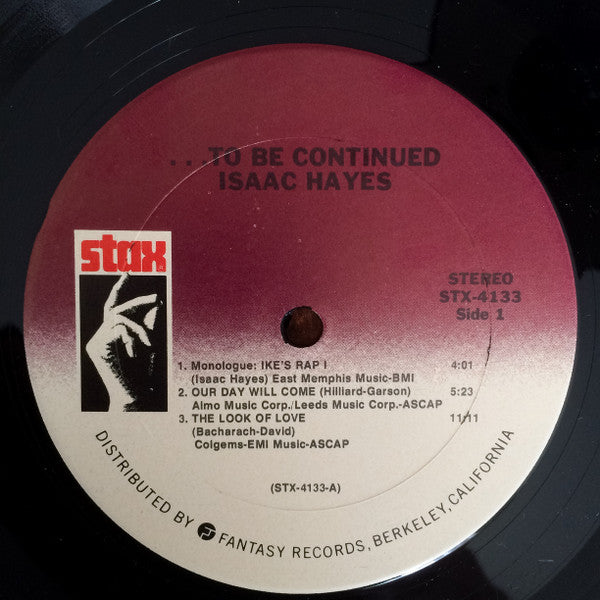 . . .TO BE CONTINUED
ISAAC HAYES
stax
STEREO
STX-4133
Side 1
1. Monologue: IKE'S RAP I 4:01
(Isaac Hayes) East Memphis Music-BMI
2. OUR DAY WILL COME (Hilliard-Garson) 5:23
Almo Music Corp./Leeds Music Corp.-ASCAP
3. THE LOOK OF LOVE 11/11
(Bacharach-David)
Colgems-EMI Music-ASCAP
(STX-4133-A)
DISTRIBUTED BY FANTASY RECORDS, BERKELEY, CALIFORNIA